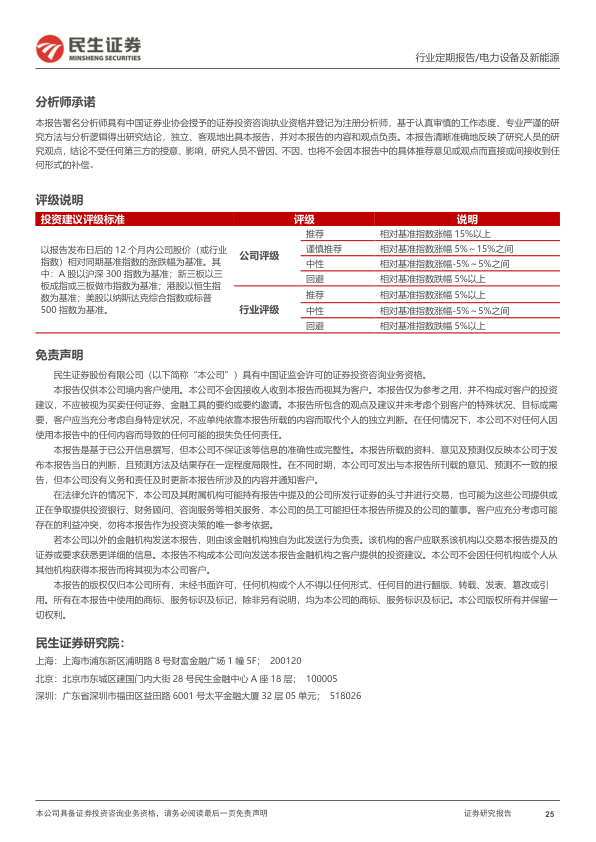 民生证券
MINSHENG SECURITIES
行业定期报告/电力设备及新能源
分析师承诺
本报告署名分析师具有中国证券业协会授予的证券投资咨询执业资格并登记为注册分析师，基于认真审慎的工作态度、专业严谨的研
究方法与分析逻辑得出研究结论，独立、客观地出具本报告，并对本报告的内容和观点负责。本报告清晰准确地反映了研究人员的研
究观点，结论不受任何第三方的授意、影响，研究人员不曾因、不因、也将不会因本报告中的具体推荐意见或观点而直接或间接收到任
何形式的补偿。
评级说明
投资建议评级标准 评级 说明
以报告发布日后的 12 个月内公司股价（或行业
指数）相对同期基准指数的涨跌幅为基准。其
中：A 股以沪深 300 指数为基准；新三板以三
板成指或三板做市指数为基准；港股以恒生指
数为基准；美股以纳斯达克综合指数或标普
500 指数为基准。
公司评级
推荐 相对基准指数涨幅 15%以上
谨慎推荐 相对基准指数涨幅 5%～15%之间
中性 相对基准指数涨幅-5%～5%之间
回避 相对基准指数跌幅 5%以上
行业评级
推荐 相对基准指数涨幅 5%以上
中性 相对基准指数涨幅-5%～5%之间
回避 相对基准指数跌幅 5%以上
免责声明
民生证券股份有限公司（以下简称“本公司”）具有中国证监会许可的证券投资咨询业务资格。
本报告仅供本公司境内客户使用。本公司不会因接收人收到本报告而视其为客户。本报告仅为参考之用，并不构成对客户的投资
建议，不应被视为买卖任何证券、金融工具的要约或要约邀请。本报告所包含的观点及建议并未考虑个别客户的特殊状况、目标或需
要，客户应当充分考虑自身特定状况，不应单纯依靠本报告所载的内容而取代个人的独立判断。在任何情况下，本公司不对任何人因
使用本报告中的任何内容而导致的任何可能的损失负任何责任。
本报告是基于已公开信息撰写，但本公司不保证该等信息的准确性或完整性。本报告所载的资料、意见及预测仅反映本公司于发
布本报告当日的判断，且预测方法及结果存在一定程度局限性。在不同时期，本公司可发出与本报告所刊载的意见、预测不一致的报
告，但本公司没有义务和责任及时更新本报告所涉及的内容并通知客户。
在法律允许的情况下，本公司及其附属机构可能持有报告中提及的公司所发行证券的头寸并进行交易，也可能为这些公司提供或
正在争取提供投资银行、财务顾问、咨询服务等相关服务，本公司的员工可能担任本报告所提及的公司的董事。客户应充分考虑可能
存在的利益冲突，勿将本报告作为投资决策的唯一参考依据。
若本公司以外的金融机构发送本报告，则由该金融机构独自为此发送行为负责。该机构的客户应联系该机构以交易本报告提及的
证券或要求获悉更详细的信息。本报告不构成本公司向发送本报告金融机构之客户提供的投资建议。本公司不会因任何机构或个人从
其他机构获得本报告而将其视为本公司客户。
本报告的版权仅归本公司所有，未经书面许可，任何机构或个人不得以任何形式、任何目的进行翻版、转载、发表、篡改或引
用。所有在本报告中使用的商标、服务标识及标记，除非另有说明，均为本公司的商标、服务标识及标记。本公司版权所有并保留一
切权利。
民生证券研究院：
上海：上海市浦东新区浦明路 8 号财富金融广场 1 幢 5F； 200120
北京：北京市东城区建国门内大街 28 号民生金融中心 A 座 18 层； 100005
深圳：广东省深圳市福田区益田路 6001 号太平金融大厦 32 层 05 单元； 518026
本公司具备证券投资咨询业务资格，请务必阅读最后一页免责声明 证券研究报告 25